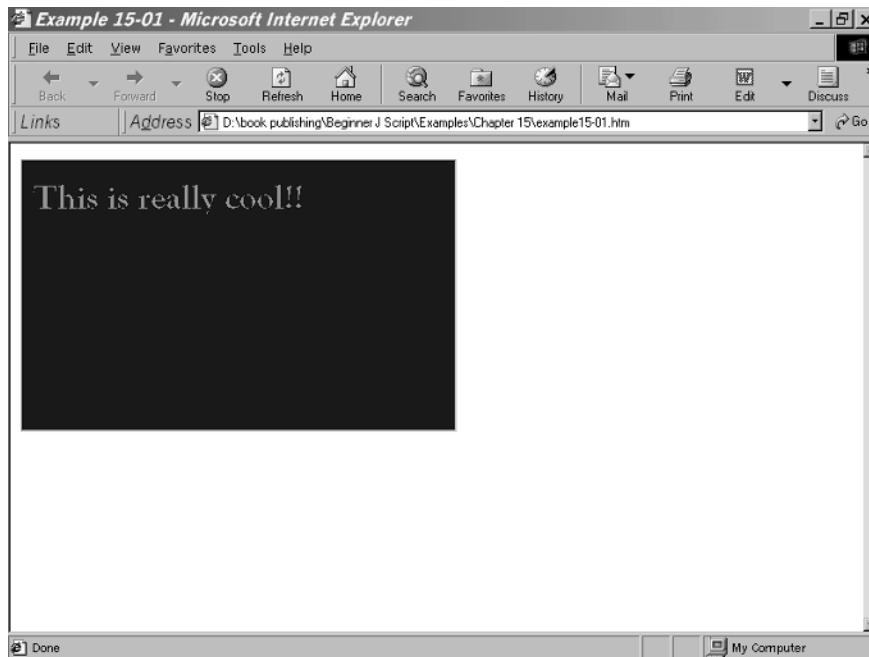 Example 15-01 - Microsoft Internet Explorer
File Edit View Favorites Tools Help
Back Forward Stop Refresh Home Search Favorites History Mail Print Edit Discuss
Links Address D:\book publishing\Beginner J Script\Examples\Chapter 15\example15-01.htm Go
This is really cool!!
Done My Computer